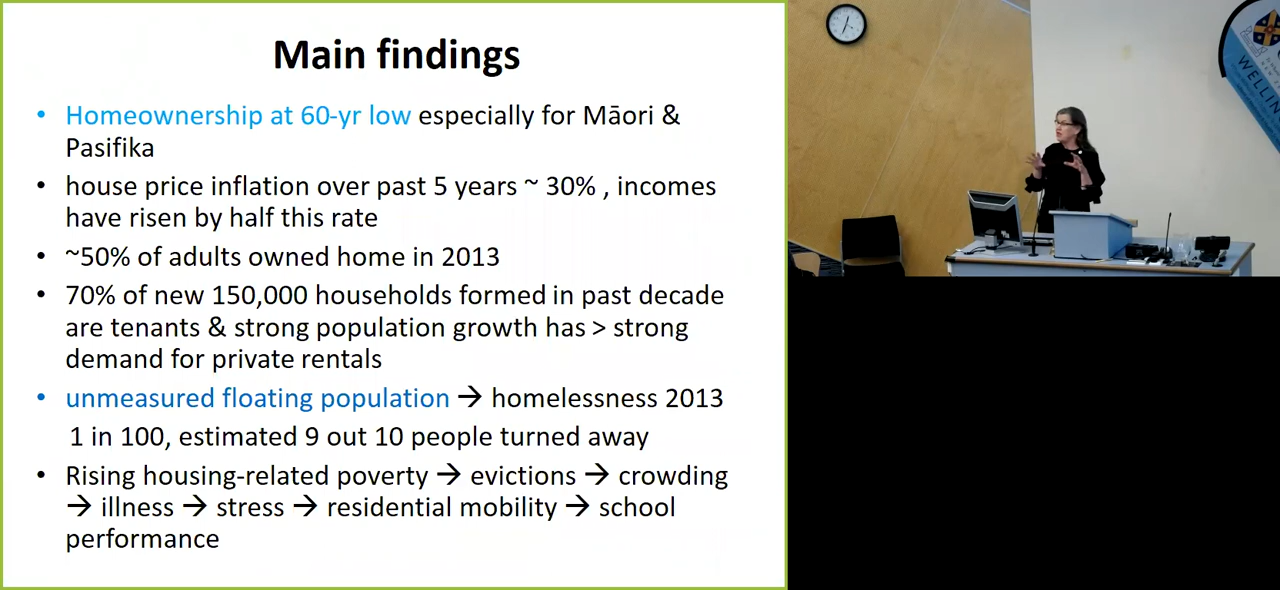 Main findings
• Homeownership at 60-yr low especially for Māori &
Pasifika
• house price inflation over past 5 years ~ 30% , incomes
have risen by half this rate
• ~50% of adults owned home in 2013
• 70% of new 150,000 households formed in past decade
are tenants & strong population growth has > strong
demand for private rentals
• unmeasured floating population → homelessness 2013
1 in 100, estimated 9 out 10 people turned away
• Rising housing-related poverty → evictions → crowding
→ illness → stress → residential mobility → school
performance
WELLIN